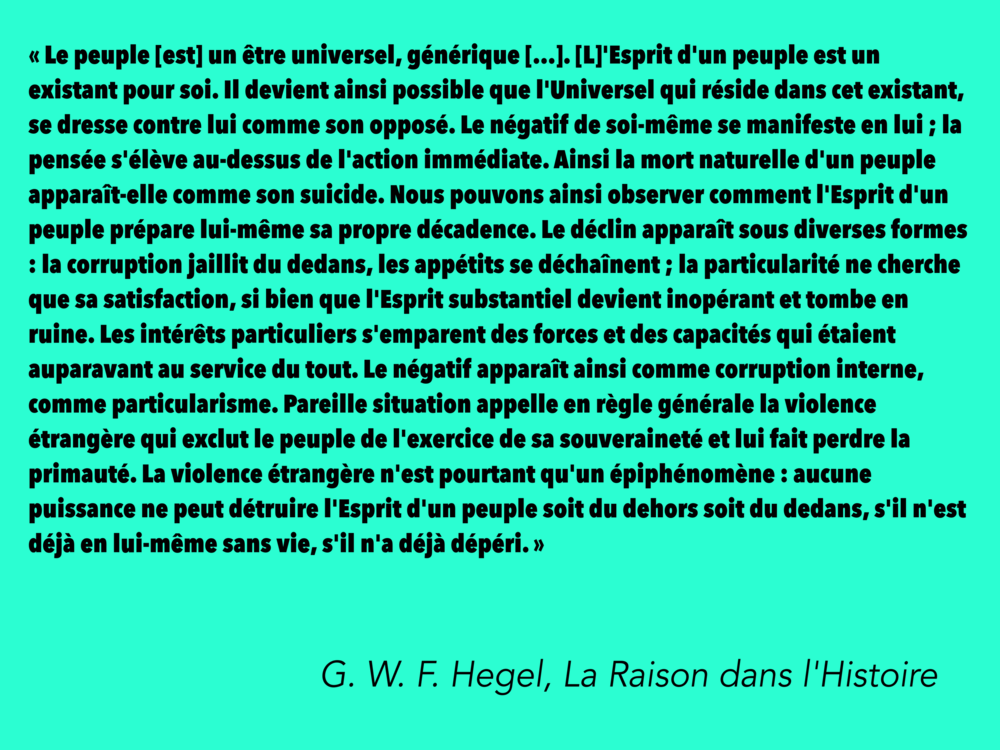 « Le peuple [est] un être universel, générique [...]. [L]'Esprit d'un peuple est un
existant pour soi. Il devient ainsi possible que l'Universel qui réside dans cet existant,
se dresse contre lui comme son opposé. Le négatif de soi-même se manifeste en lui ; la
pensée s'élève au-dessus de l'action immédiate. Ainsi la mort naturelle d'un peuple
apparaît-elle comme son suicide. Nous pouvons ainsi observer comment l'Esprit d'un
peuple prépare lui-même sa propre décadence. Le déclin apparaît sous diverses formes
: la corruption jaillit du dedans, les appétits se déchaînent ; la particularité ne cherche
que sa satisfaction, si bien que l'Esprit substantiel devient inopérant et tombe en
ruine. Les intérêts particuliers s'emparent des forces et des capacités qui étaient
auparavant au service du tout. Le négatif apparaît ainsi comme corruption interne,
comme particularisme. Pareille situation appelle en règle générale la violence
étrangère qui exclut le peuple de l'exercice de sa souveraineté et lui fait perdre la
primauté. La violence étrangère n'est pourtant qu'un épiphénomène : aucune
puissance ne peut détruire l'Esprit d'un peuple soit du dehors soit du dedans, s'il n'est
déjà en lui-même sans vie, s'il n'a déjà dépéri. »
G. W. F. Hegel, La Raison dans l'Histoire